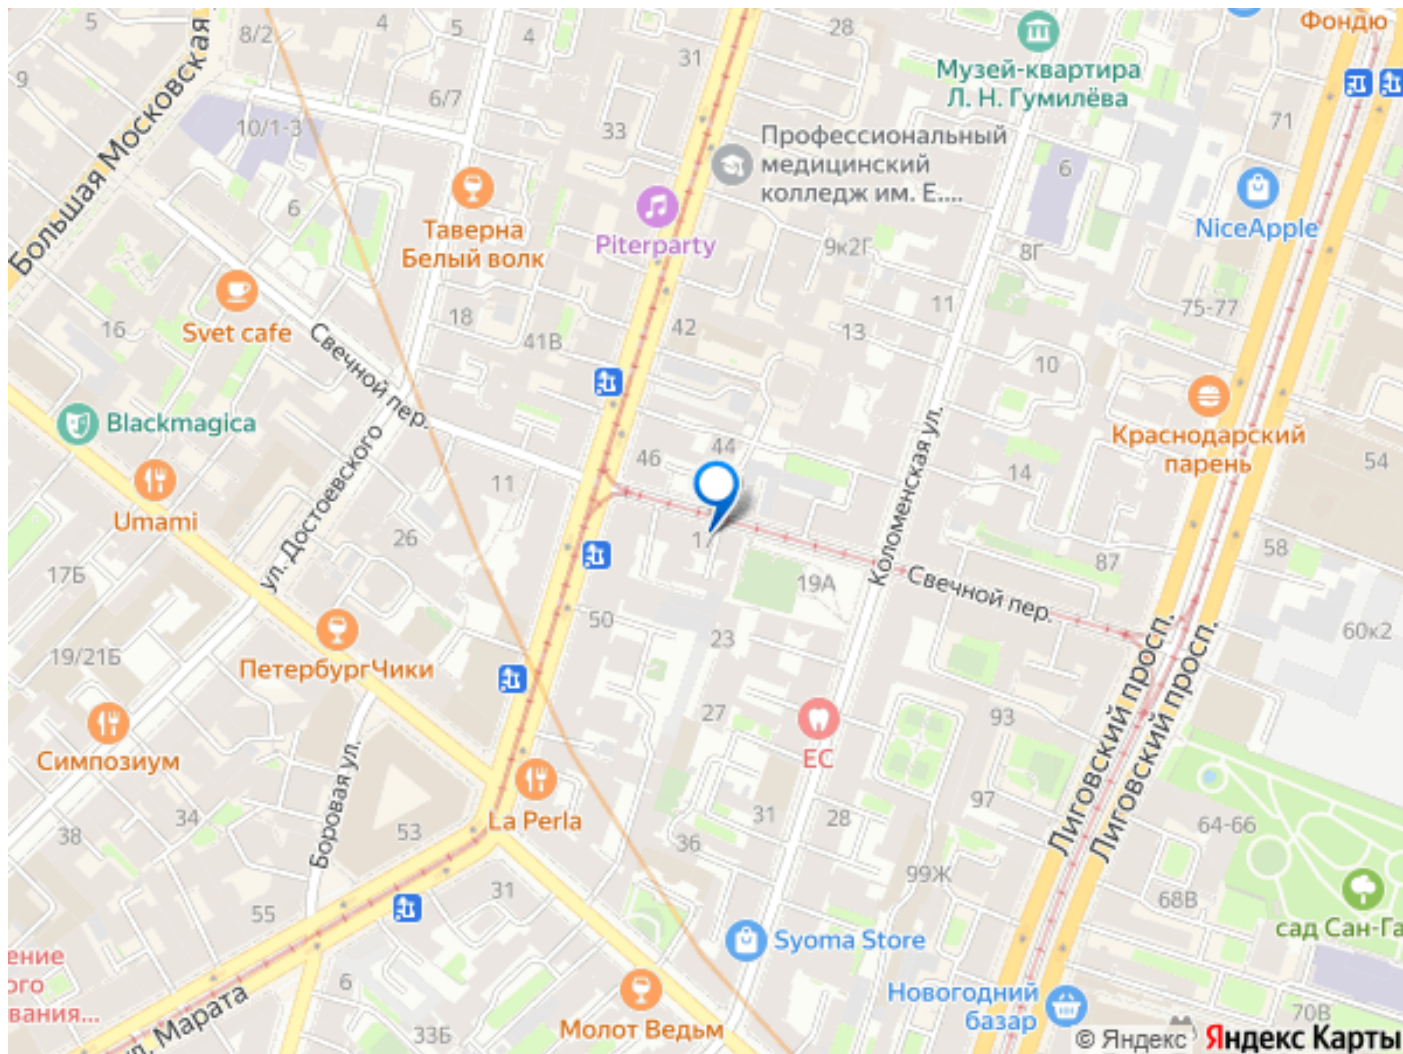 Большая Московская
9
8/2
4
5
4
31
28
Фондю
Музей-квартира
Л. Н. Гумилёва
10/1-3
6/7
33
Профессиональный
медицинский
колледж им. Е....
71
6
6
Таверна
Белый волк
Piterparty
9к2Г
8Г
NiceApple
Svet cafe
16
18
41В
42
11
13
75-77
10
Свечной пер.
Blackmagica
Краснодарский
парень
Umami
ул. Достоевского
11
46
44
Коломенская ул.
14
54
26
17
17Б
19А
87
58
Свечной пер.
19/21Б
50
23
60к2
ПетербургЧики
Симпозиум
27
ЕС
93
Лиговский просп.
Лиговский просп.
Боровая ул.
La Perla
38
34
53
36
31
28
97
64-66
99Ж
31
55
68В
сад Сан-Га
Syoma Store
ение
ого
вания...
6
ул. Марата
33Б
Молот Ведьм
Новогодний
базар
70В
© Яндекс Яндекс Карты